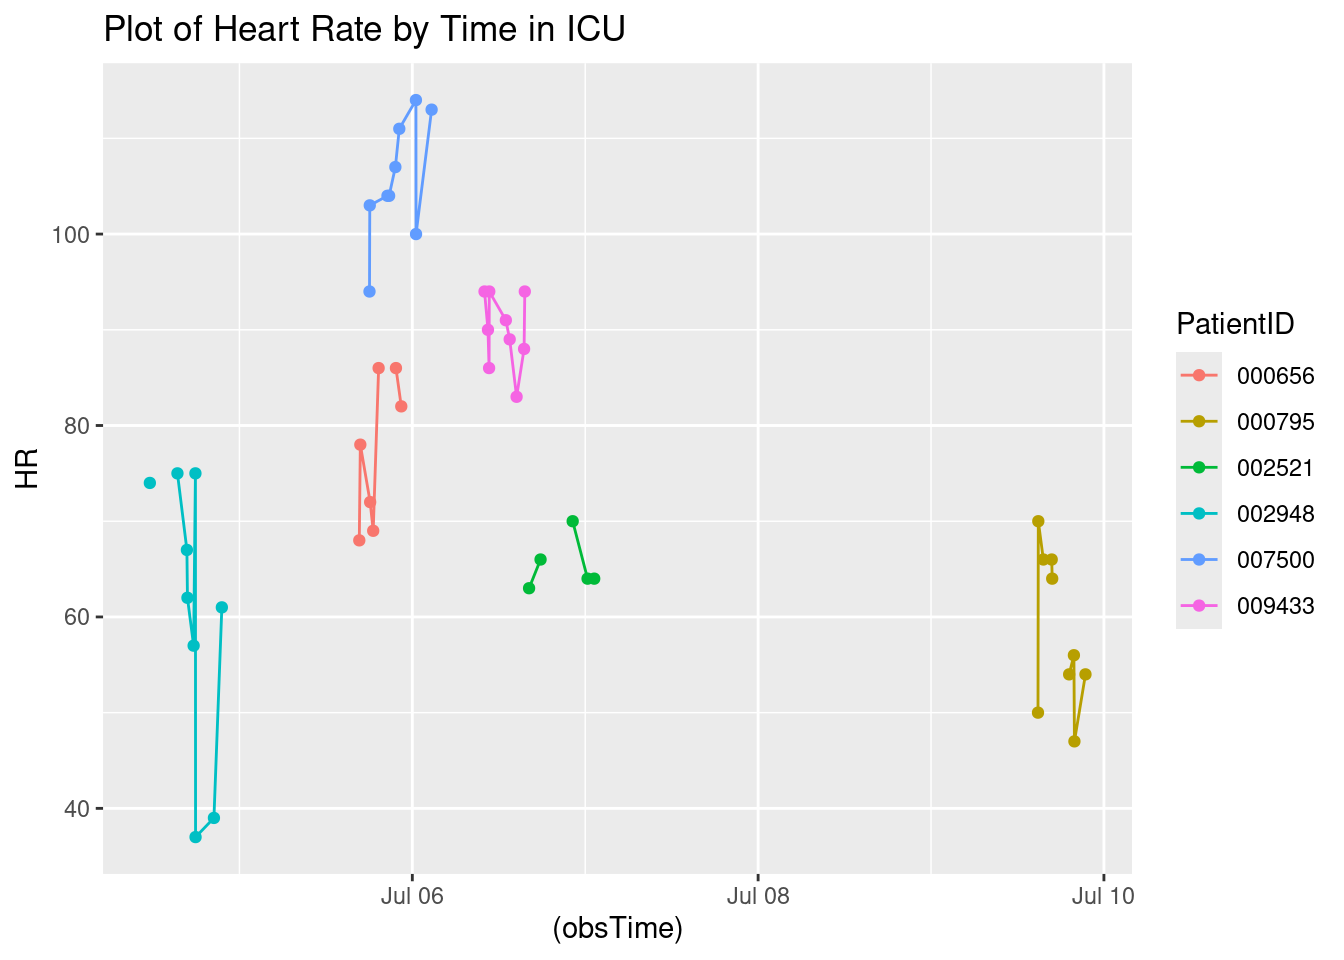 Plot of Heart Rate by Time in ICU
HR
100
80
60
40
Jul 06
Jul 08
Jul 10
(obsTime)
PatientID
000656
000795
002521
002948
007500
009433